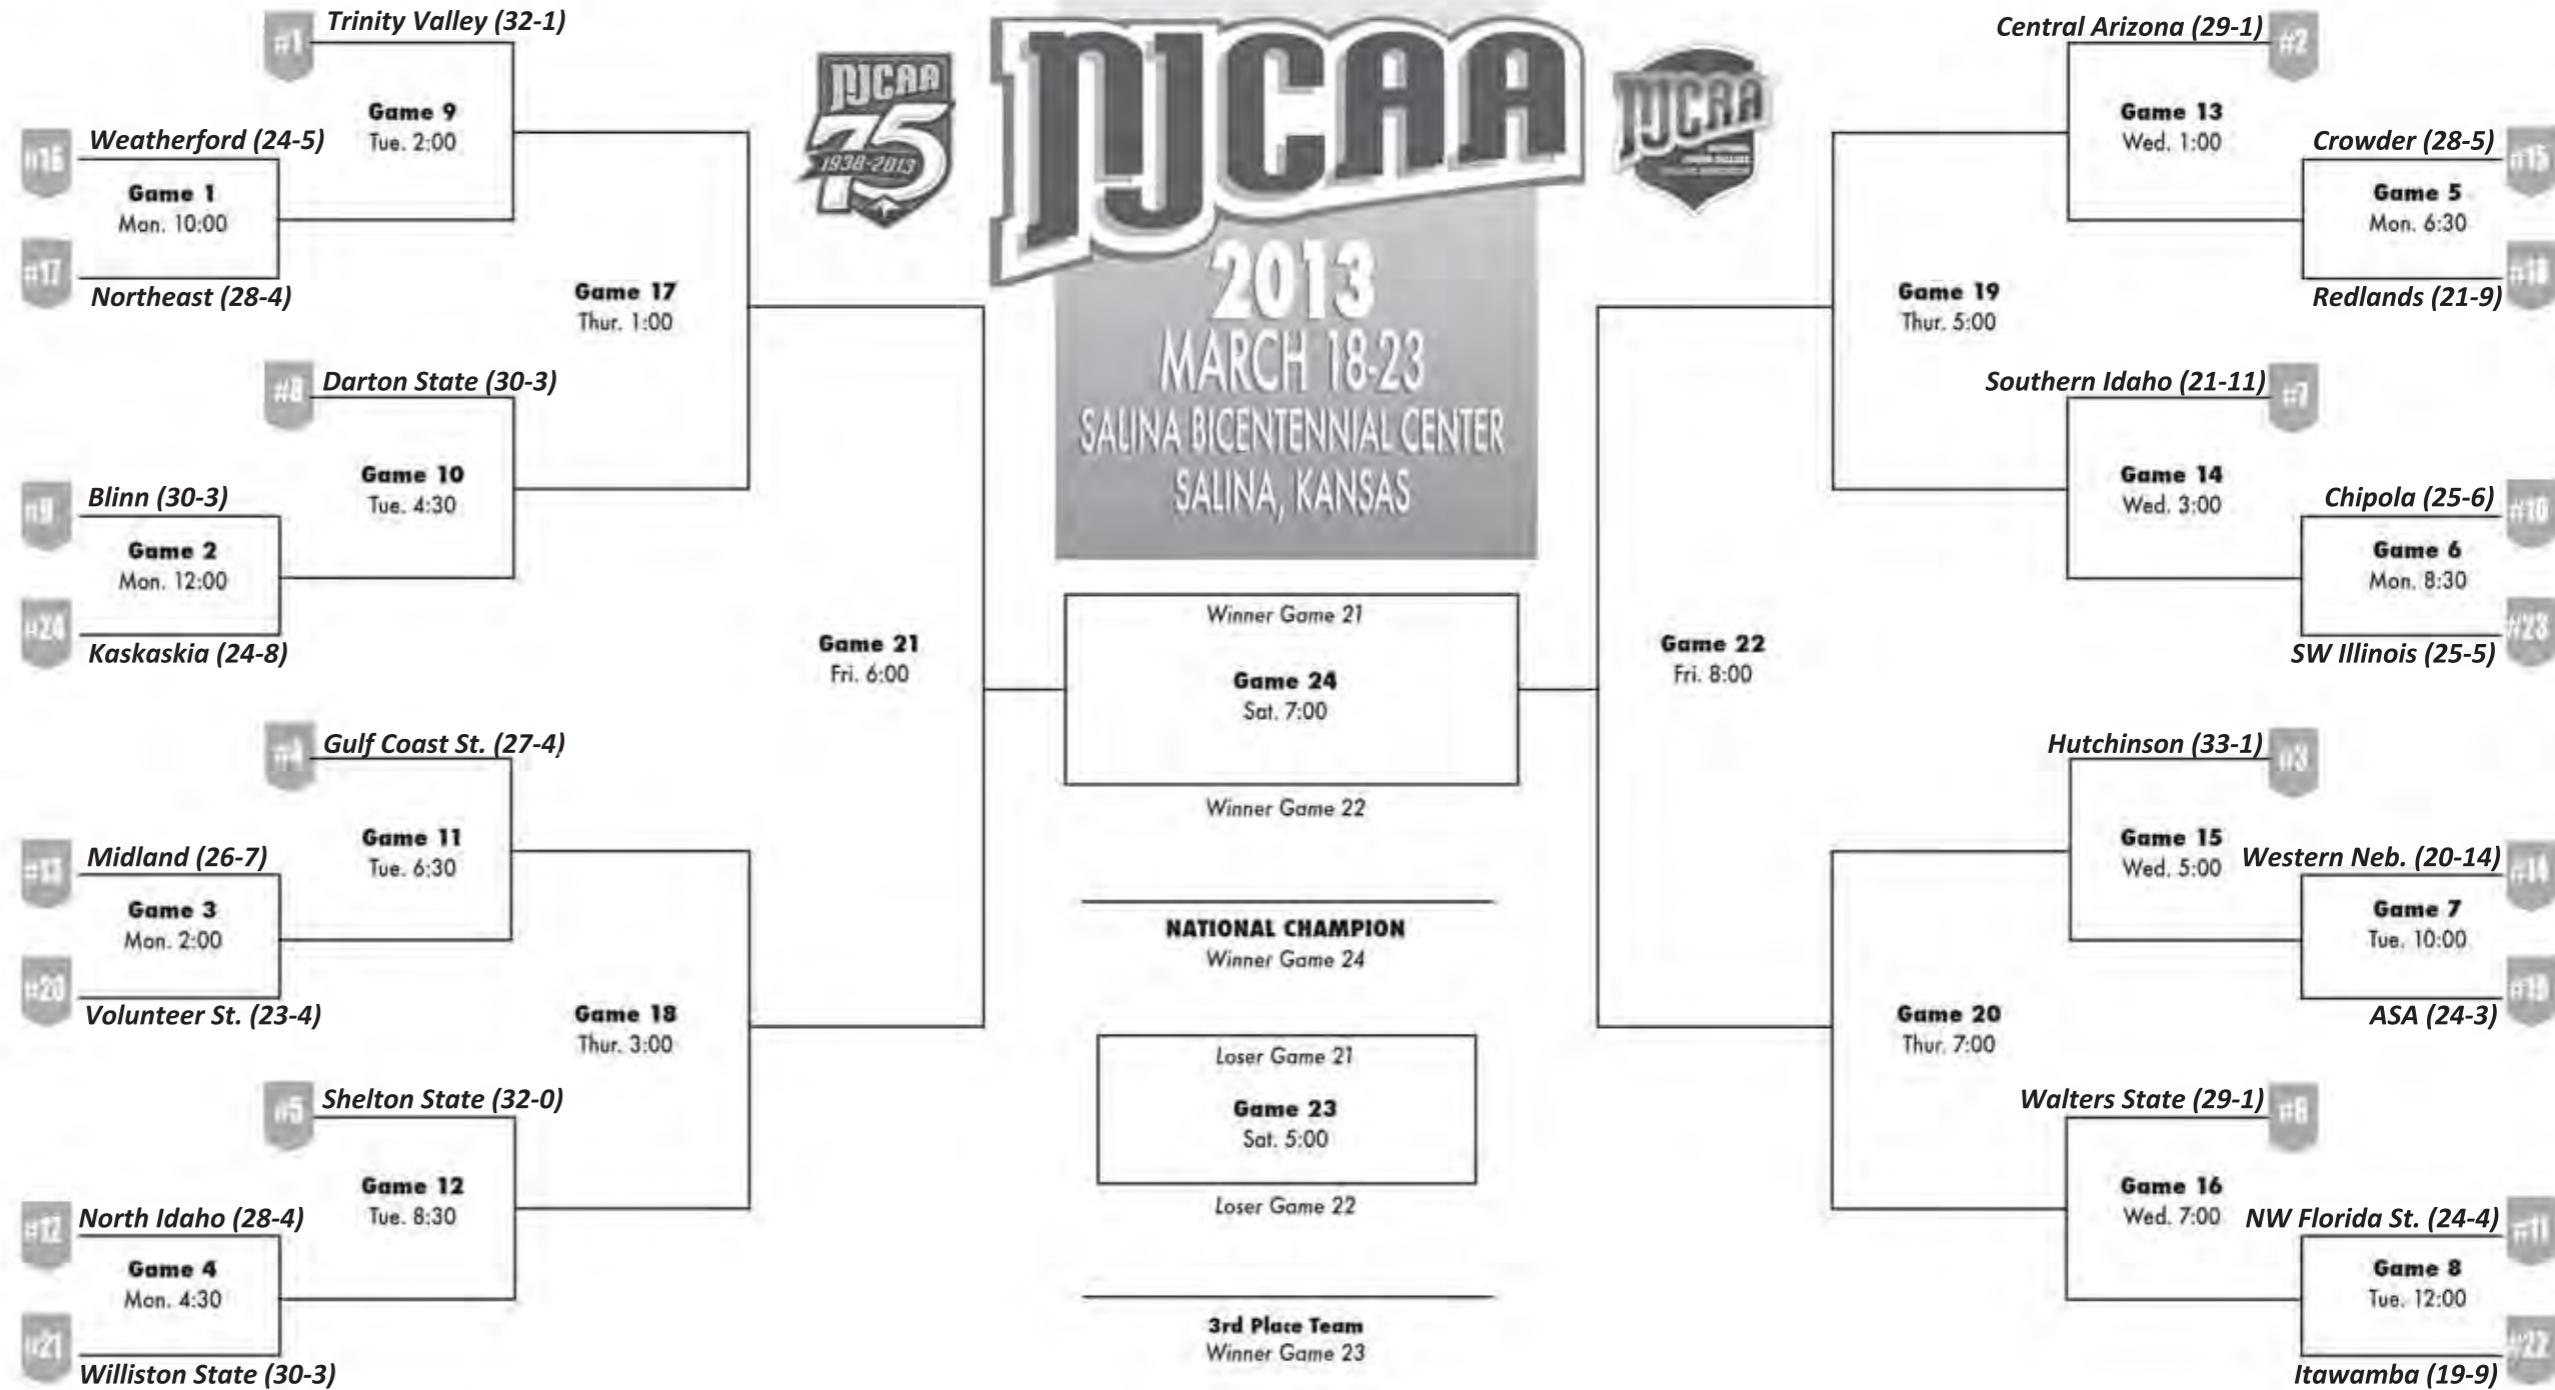 #1
Trinity Valley (32-1)
Game 9
Tue. 2:00
#16
Weatherford (24-5)
Game 1
Mon. 10:00
#17
Northeast (28-4)
Game 17
Thur. 1:00
#8
Darton State (30-3)
Game 10
Tue. 4:30
#9
Blinn (30-3)
Game 2
Mon. 12:00
#24
Kaskaskia (24-8)
Game 21
Fri. 6:00
#4
Gulf Coast St. (27-4)
Game 11
Tue. 6:30
#13
Midland (26-7)
Game 3
Mon. 2:00
#20
Volunteer St. (23-4)
Game 18
Thur. 3:00
#5
Shelton State (32-0)
Game 12
Tue. 8:30
#12
North Idaho (28-4)
Game 4
Mon. 4:30
#21
Williston State (30-3)
NJCAA
75
1938-2013
NJCAA
NJCAA
2013
MARCH 18-23
SALINA BICENTENNIAL CENTER
SALINA, KANSAS
Winner Game 21
Game 24
Sat. 7:00
Winner Game 22
NATIONAL CHAMPION
Winner Game 24
Loser Game 21
Game 23
Sat. 5:00
Loser Game 22
3rd Place Team
Winner Game 23
Central Arizona (29-1)
#2
Game 13
Wed. 1:00
Crowder (28-5)
#15
Game 5
Mon. 6:30
#18
Redlands (21-9)
Game 19
Thur. 5:00
Southern Idaho (21-11)
#7
Game 14
Wed. 3:00
Chipola (25-6)
#10
Game 6
Mon. 8:30
#23
SW Illinois (25-5)
Game 22
Fri. 8:00
Hutchinson (33-1)
#3
Game 15
Wed. 5:00
Western Neb. (20-14)
#14
Game 7
Tue. 10:00
#19
ASA (24-3)
Game 20
Thur. 7:00
Walters State (29-1)
#6
Game 16
Wed. 7:00
NW Florida St. (24-4)
#11
Game 8
Tue. 12:00
#22
Itawamba (19-9)